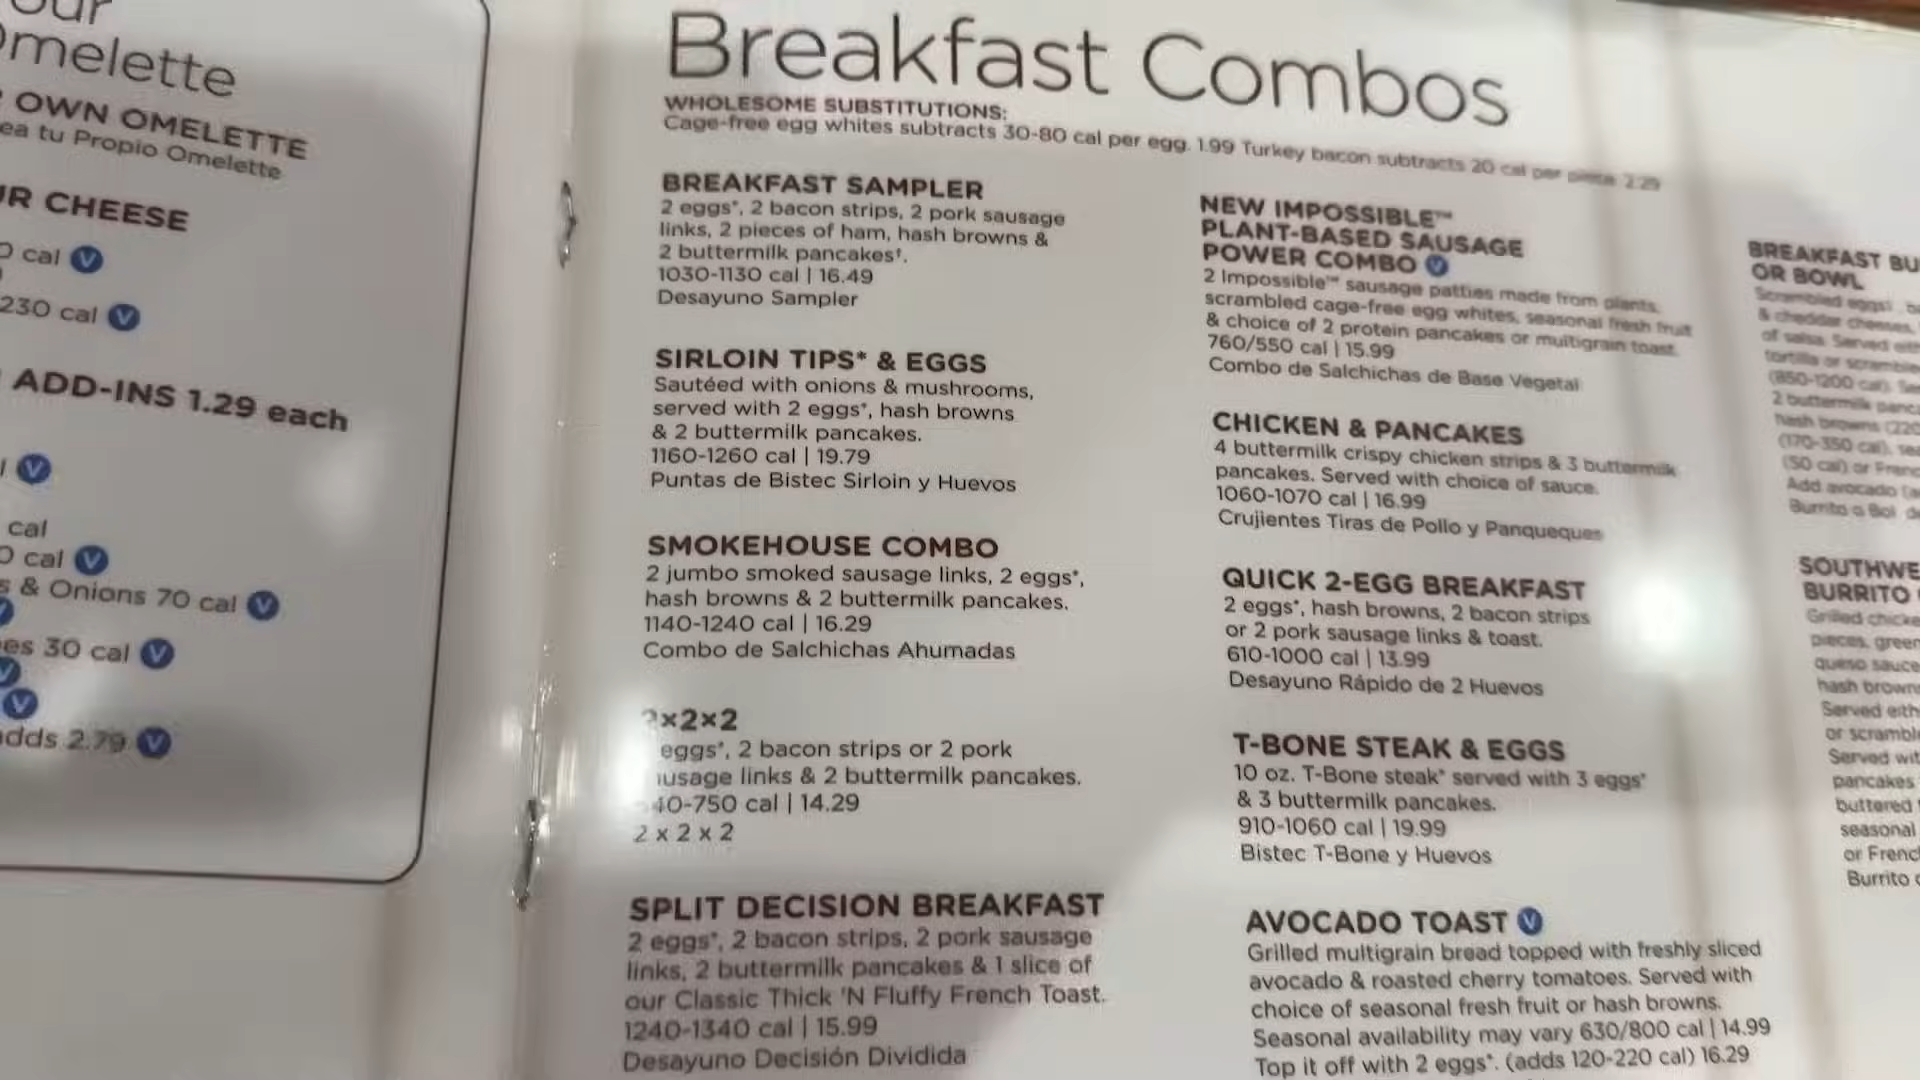 our
Omelette
OWN OMELETTE
ea tu Propio Omelette
UR CHEESE
0 cal V
230 cal V
ADD-INS 1.29 each
V
cal
0 cal V
& Onions 70 cal V
V
es 30 cal V
V
V
adds 2.79 V
Breakfast Combos
WHOLESOME SUBSTITUTIONS:
Cage-free egg whites subtracts 30-80 cal per egg. 1.99 Turkey bacon subtracts 20 cal per piece. 2.29
BREAKFAST SAMPLER
2 eggs*, 2 bacon strips, 2 pork sausage
links, 2 pieces of ham, hash browns &
2 buttermilk pancakes†.
1030-1130 cal | 16.49
Desayuno Sampler
SIRLOIN TIPS* & EGGS
Sautéed with onions & mushrooms,
served with 2 eggs*, hash browns
& 2 buttermilk pancakes.
1160-1260 cal | 19.79
Puntas de Bistec Sirloin y Huevos
SMOKEHOUSE COMBO
2 jumbo smoked sausage links, 2 eggs*,
hash browns & 2 buttermilk pancakes.
1140-1240 cal | 16.29
Combo de Salchichas Ahumadas
2x2x2
eggs*, 2 bacon strips or 2 pork
usage links & 2 buttermilk pancakes.
40-750 cal | 14.29
2 x 2 x 2
SPLIT DECISION BREAKFAST
2 eggs*, 2 bacon strips, 2 pork sausage
links, 2 buttermilk pancakes & 1 slice of
our Classic Thick 'N Fluffy French Toast.
1240-1340 cal | 15.99
Desayuno Decisión Dividida
NEW IMPOSSIBLE™
PLANT-BASED SAUSAGE
POWER COMBO V
2 Impossible™ sausage patties made from plants,
scrambled cage-free egg whites, seasonal fresh fruit
& choice of 2 protein pancakes or multigrain toast.
760/550 cal | 15.99
Combo de Salchichas de Base Vegetal
CHICKEN & PANCAKES
4 buttermilk crispy chicken strips & 3 buttermilk
pancakes. Served with choice of sauce.
1060-1070 cal | 16.99
Crujientes Tiras de Pollo y Panqueques
QUICK 2-EGG BREAKFAST
2 eggs*, hash browns, 2 bacon strips
or 2 pork sausage links & toast.
610-1000 cal | 13.99
Desayuno Rápido de 2 Huevos
T-BONE STEAK & EGGS
10 oz. T-Bone steak* served with 3 eggs*
& 3 buttermilk pancakes.
910-1060 cal | 19.99
Bistec T-Bone y Huevos
AVOCADO TOAST V
Grilled multigrain bread topped with freshly sliced
avocado & roasted cherry tomatoes. Served with
choice of seasonal fresh fruit or hash browns.
Seasonal availability may vary 630/800 cal | 14.99
Top it off with 2 eggs*. (adds 120-220 cal) 16.29
BREAKFAST BU
OR BOWL
Scrambled eggs
& cheddar cheeses,
of salsa. Served eith
tortilla or scramble
(850-1200 cal).
2 buttermilk panc
hash browns (220
(170-350 cal), sea
(50 cal) or Frenc
Add avocado
Burrito o Bol de
SOUTHWE
BURRITO
Grilled chicke
pieces, green
queso sauce
hash brown
Served eith
or scramble
Served wit
pancakes
buttered
seasonal
or Frenc
Burrito